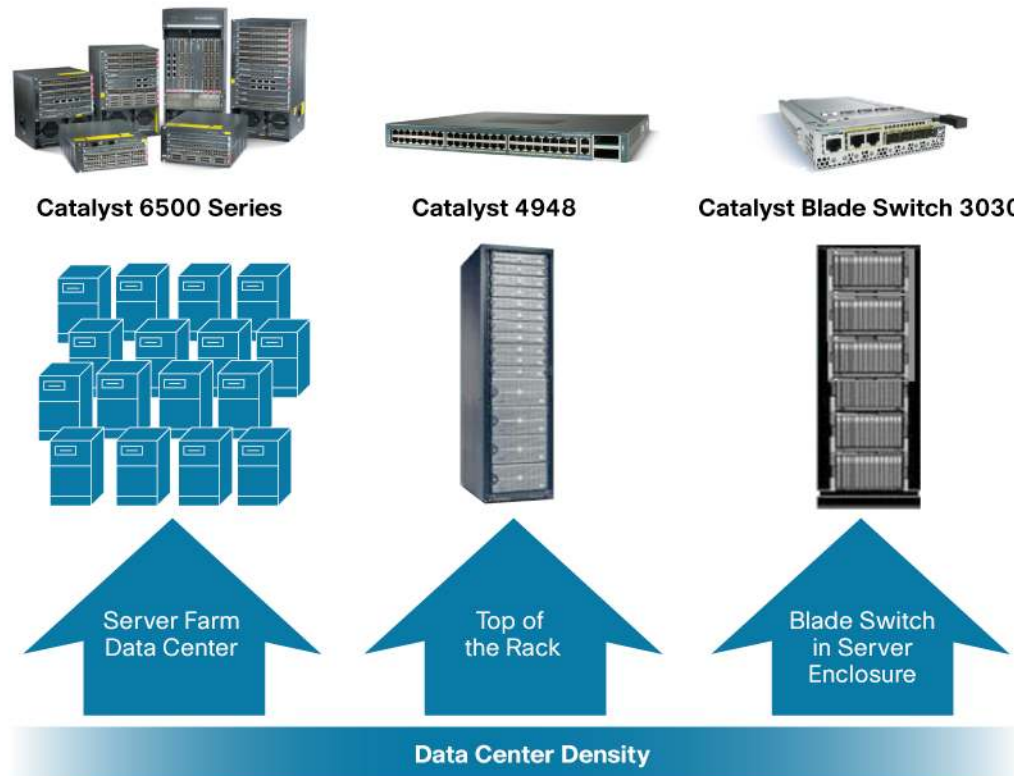 Catalyst 6500 Series
Catalyst 4948
Catalyst Blade Switch 3030
Server Farm
Data Center
Top of
the Rack
Blade Switch
in Server
Enclosure
Data Center Density